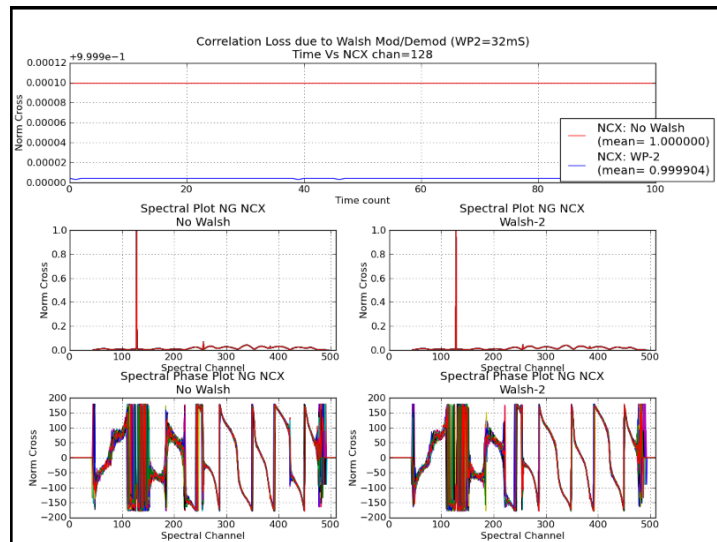 Correlation Loss due to Walsh Mod/Demod (WP2=32mS)
Time Vs NCX chan=128
+9.999e−1
0.00012
0.00010
0.00008
0.00006
0.00004
0.00002
0.00000
Norm Cross
0 20 40 60 80 100
Time count
NCX: No Walsh
(mean= 1.000000)
NCX: WP-2
(mean= 0.999904)
Spectral Plot NG NCX
No Walsh
1.0
0.8
0.6
0.4
0.2
0.0
Norm Cross
0 100 200 300 400 500
Spectral Channel
Spectral Plot NG NCX
Walsh-2
1.0
0.8
0.6
0.4
0.2
0.0
Norm Cross
0 100 200 300 400 500
Spectral Channel
Spectral Phase Plot NG NCX
No Walsh
200
150
100
50
0
−50
−100
−150
−200
Norm Cross
0 100 200 300 400 500
Spectral Channel
Spectral Phase Plot NG NCX
Walsh-2
200
150
100
50
0
−50
−100
−150
−200
Norm Cross
0 100 200 300 400 500
Spectral Channel